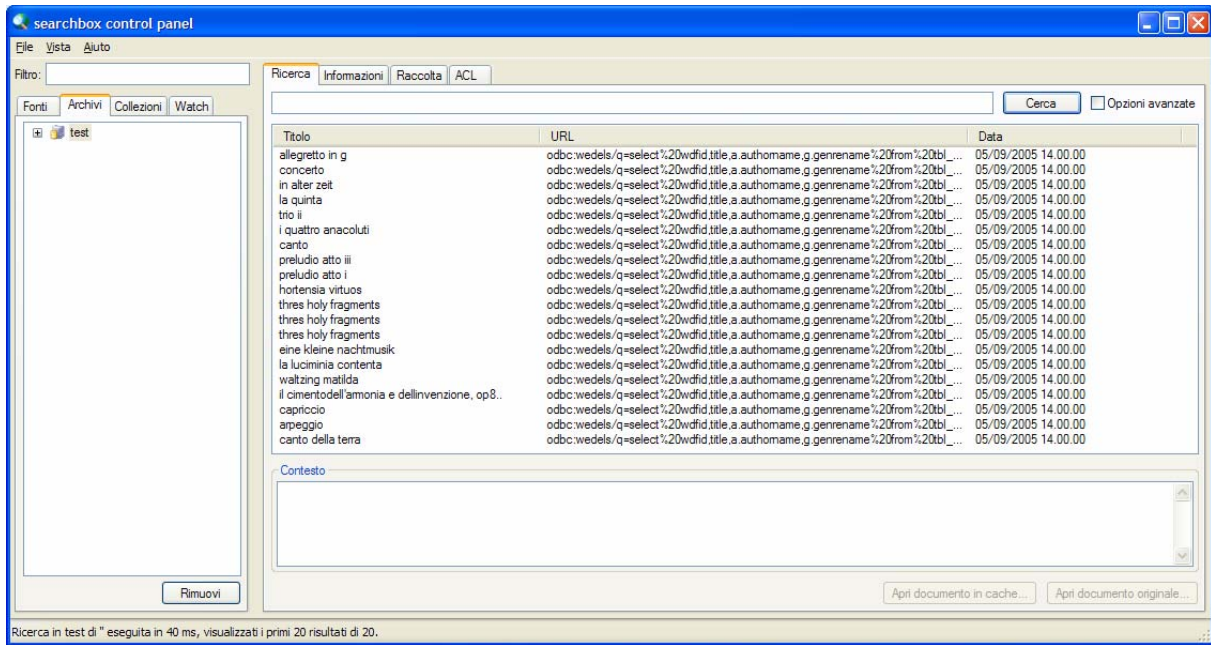 searchbox control panel
File Vista Aiuto
Filtro:
Fonti Archivi Collezioni Watch
test
Rimuovi
Ricerca Informazioni Raccolta ACL
Cerca Opzioni avanzate
Titolo URL Data
allegretto in g odbc:wedels/q=select%20wdfid,title,a.authorname,g.genrename%20from%20tbl_... 05/09/2005 14.00.00
concerto odbc:wedels/q=select%20wdfid,title,a.authorname,g.genrename%20from%20tbl_... 05/09/2005 14.00.00
in alter zeit odbc:wedels/q=select%20wdfid,title,a.authorname,g.genrename%20from%20tbl_... 05/09/2005 14.00.00
la quinta odbc:wedels/q=select%20wdfid,title,a.authorname,g.genrename%20from%20tbl_... 05/09/2005 14.00.00
trio ii odbc:wedels/q=select%20wdfid,title,a.authorname,g.genrename%20from%20tbl_... 05/09/2005 14.00.00
i quattro anacoluti odbc:wedels/q=select%20wdfid,title,a.authorname,g.genrename%20from%20tbl_... 05/09/2005 14.00.00
canto odbc:wedels/q=select%20wdfid,title,a.authorname,g.genrename%20from%20tbl_... 05/09/2005 14.00.00
preludio atto iii odbc:wedels/q=select%20wdfid,title,a.authorname,g.genrename%20from%20tbl_... 05/09/2005 14.00.00
preludio atto i odbc:wedels/q=select%20wdfid,title,a.authorname,g.genrename%20from%20tbl_... 05/09/2005 14.00.00
hortensia virtuos odbc:wedels/q=select%20wdfid,title,a.authorname,g.genrename%20from%20tbl_... 05/09/2005 14.00.00
thres holy fragments odbc:wedels/q=select%20wdfid,title,a.authorname,g.genrename%20from%20tbl_... 05/09/2005 14.00.00
thres holy fragments odbc:wedels/q=select%20wdfid,title,a.authorname,g.genrename%20from%20tbl_... 05/09/2005 14.00.00
thres holy fragments odbc:wedels/q=select%20wdfid,title,a.authorname,g.genrename%20from%20tbl_... 05/09/2005 14.00.00
eine kleine nachtmusik odbc:wedels/q=select%20wdfid,title,a.authorname,g.genrename%20from%20tbl_... 05/09/2005 14.00.00
la luciminia contenta odbc:wedels/q=select%20wdfid,title,a.authorname,g.genrename%20from%20tbl_... 05/09/2005 14.00.00
waltzing matilda odbc:wedels/q=select%20wdfid,title,a.authorname,g.genrename%20from%20tbl_... 05/09/2005 14.00.00
il cimentodell'armonia e dellinvenzione, op8.. odbc:wedels/q=select%20wdfid,title,a.authorname,g.genrename%20from%20tbl_... 05/09/2005 14.00.00
capriccio odbc:wedels/q=select%20wdfid,title,a.authorname,g.genrename%20from%20tbl_... 05/09/2005 14.00.00
arpeggio odbc:wedels/q=select%20wdfid,title,a.authorname,g.genrename%20from%20tbl_... 05/09/2005 14.00.00
canto della terra odbc:wedels/q=select%20wdfid,title,a.authorname,g.genrename%20from%20tbl_... 05/09/2005 14.00.00
Contesto
Apri documento in cache... Apri documento originale...
Ricerca in test di '' eseguita in 40 ms, visualizzati i primi 20 risultati di 20.